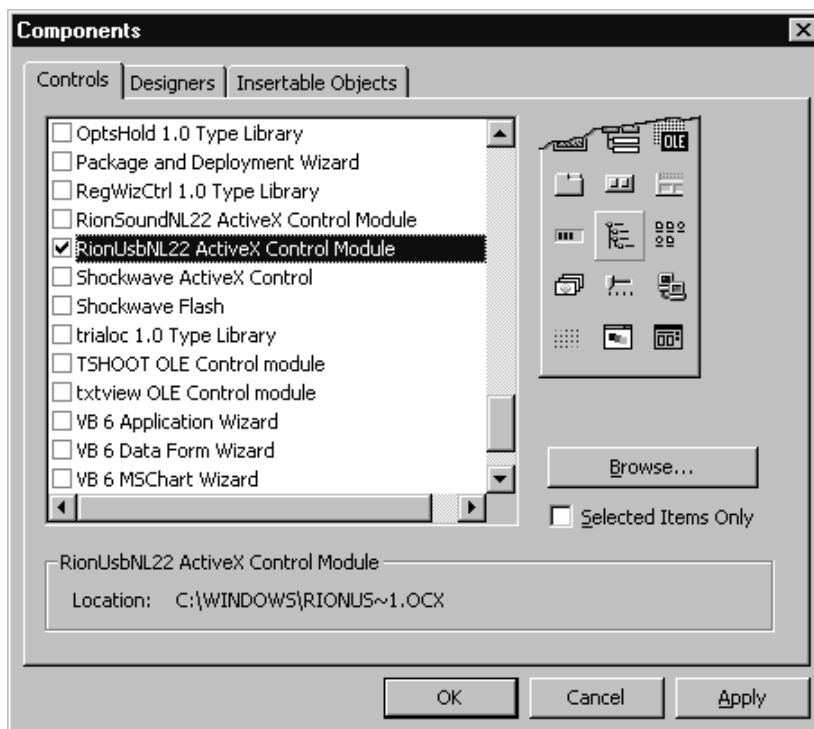 Components
Controls
Designers
Insertable Objects
OptsHold 1.0 Type Library
Package and Deployment Wizard
RegWizCtrl 1.0 Type Library
RionSoundNL22 ActiveX Control Module
RionUsbNL22 ActiveX Control Module
Shockwave ActiveX Control
Shockwave Flash
trialoc 1.0 Type Library
TSHOOT OLE Control module
txtview OLE Control module
VB 6 Application Wizard
VB 6 Data Form Wizard
VB 6 MSChart Wizard
OLE
Browse...
Selected Items Only
RionUsbNL22 ActiveX Control Module
Location: C:\WINDOWS\RIONUS~1.OCX
OK
Cancel
Apply